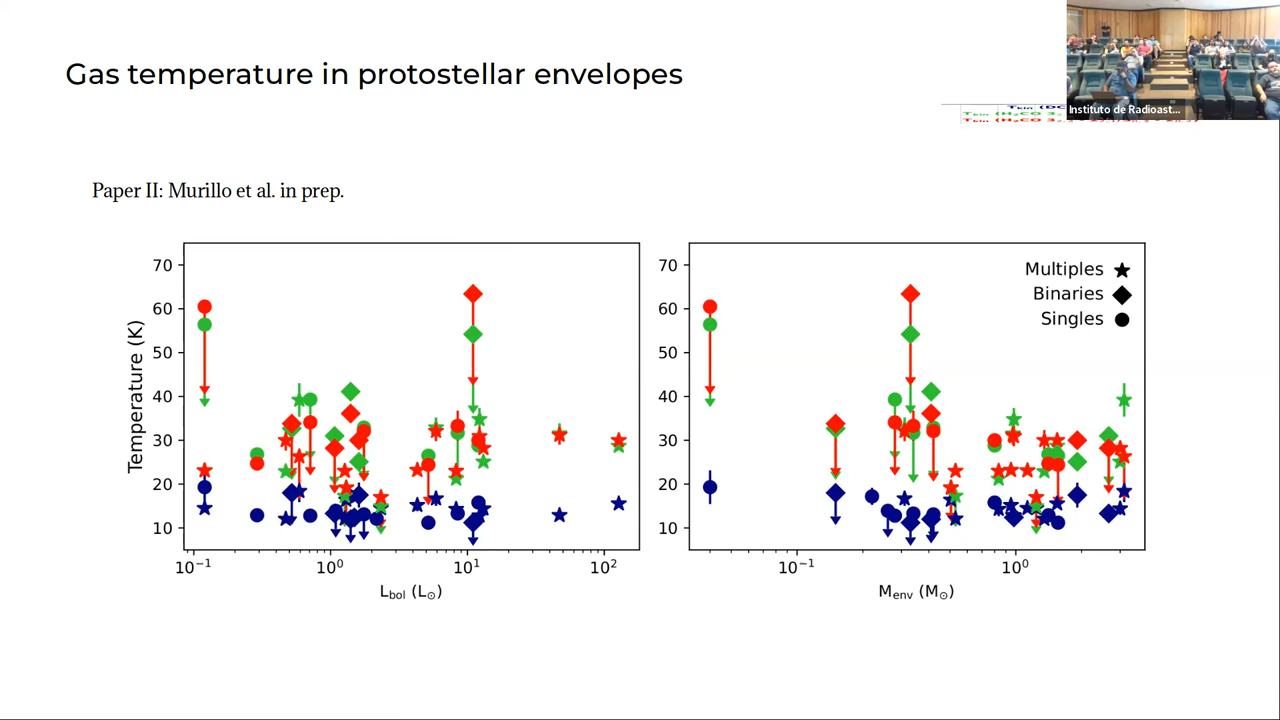 Gas temperature in protostellar envelopes
Instituto de Radioast...
Paper II: Murillo et al. in prep.
Temperature (K)
70
60
50
40
30
20
10
10⁻¹
10⁰
10¹
10²
L_bol (L_⊙)
70
60
50
40
30
20
10
Multiples
Binaries
Singles
10⁻¹
10⁰
M_env (M_⊙)